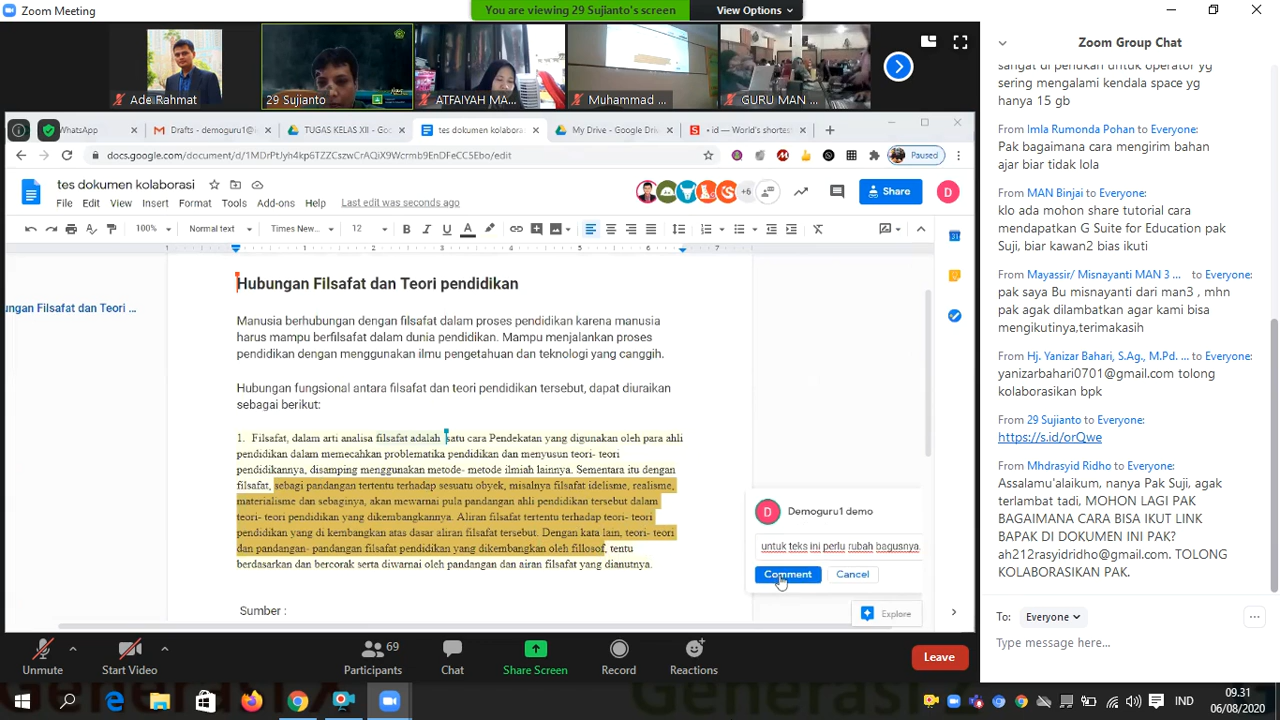 Zoom Meeting
You are viewing 29 Sujianto's screen
View Options
Ade Rahmat
29 Sujianto
ATFAIYAH MA...
Muhammad ...
GURU MAN ...
WhatsApp
Drafts - demoguru1@
TUGAS KELAS XII - Goo
tes dokumen kolabora
My Drive - Google Dri
• id — World's shortes
docs.google.com/document/d/1MDrPtJyh4kp6TZZCszwCrAQiX9Wcmb9EnDFeCC5Ebo/edit
Paused
tes dokumen kolaborasi
+6
Share
D
File Edit View Insert Format Tools Add-ons Help Last edit was seconds ago
100% Normal text Times New... 12 B I U A
1 2 3 4 5 6
ungan Filsafat dan Teori ...
Hubungan Filsafat dan Teori pendidikan
Manusia berhubungan dengan filsafat dalam proses pendidikan karena manusia
harus mampu berfilsafat dalam dunia pendidikan. Mampu menjalankan proses
pendidikan dengan menggunakan ilmu pengetahuan dan teknologi yang canggih.
Hubungan fungsional antara filsafat dan teori pendidikan tersebut, dapat diuraikan
sebagai berikut:
1. Filsafat, dalam arti analisa filsafat adalah satu cara Pendekatan yang digunakan oleh para ahli
pendidikan dalam memecahkan problematika pendidikan dan menyusun teori- teori
pendidikannya, disamping menggunakan metode- metode ilmiah lainnya. Sementara itu dengan
filsafat, sebagi pandangan tertentu terhadap sesuatu obyek, misalnya filsafat idelisme, realisme,
materialisme dan sebaginya, akan mewarnai pula pandangan ahli pendidikan tersebut dalam
teori- teori pendidikan yang dikembangkannya. Aliran filsafat tertentu terhadap teori- teori
pendidikan yang di kembangkan atas dasar aliran filsafat tersebut. Dengan kata lain, teori- teori
dan pandangan- pandangan filsafat pendidikan yang dikembangkan oleh fillosof, tentu
berdasarkan dan bercorak serta diwarnai oleh pandangan dan airan filsafat yang dianutnya.
Sumber :
D
Demoguru1 demo
untuk teks ini perlu rubah bagusnya.
Comment
Cancel
Explore
Unmute
Start Video
69
Participants
Chat
Share Screen
Record
Reactions
Leave
Zoom Group Chat
sangat di perlukan untuk operator yg
sering mengalami kendala space yg
hanya 15 gb
From Imla Rumonda Pohan to Everyone:
Pak bagaimana cara mengirim bahan
ajar biar tidak lola
From MAN Binjai to Everyone:
klo ada mohon share tutorial cara
mendapatkan G Suite for Education pak
Suji, biar kawan2 bias ikuti
From Mayassir/ Misnayanti MAN 3 ... to Everyone:
pak saya Bu misnayanti dari man3 , mhn
pak agak dilambatkan agar kami bisa
mengikutinya,terimakasih
From Hj. Yanizar Bahari, S.Ag., M.Pd. ... to Everyone:
yanizarbahari0701@gmail.com tolong
kolaborasikan bpk
From 29 Sujianto to Everyone:
https://s.id/orQwe
From Mhdrasyid Ridho to Everyone:
Assalamu'alaikum, nanya Pak Suji, agak
terlambat tadi, MOHON LAGI PAK
BAGAIMANA CARA BISA IKUT LINK
BAPAK DI DOKUMEN INI PAK?
ah212rasyidridho@gmail.com. TOLONG
KOLABORASIKAN PAK.
To: Everyone
Type message here...
IND
09.31
06/08/2020